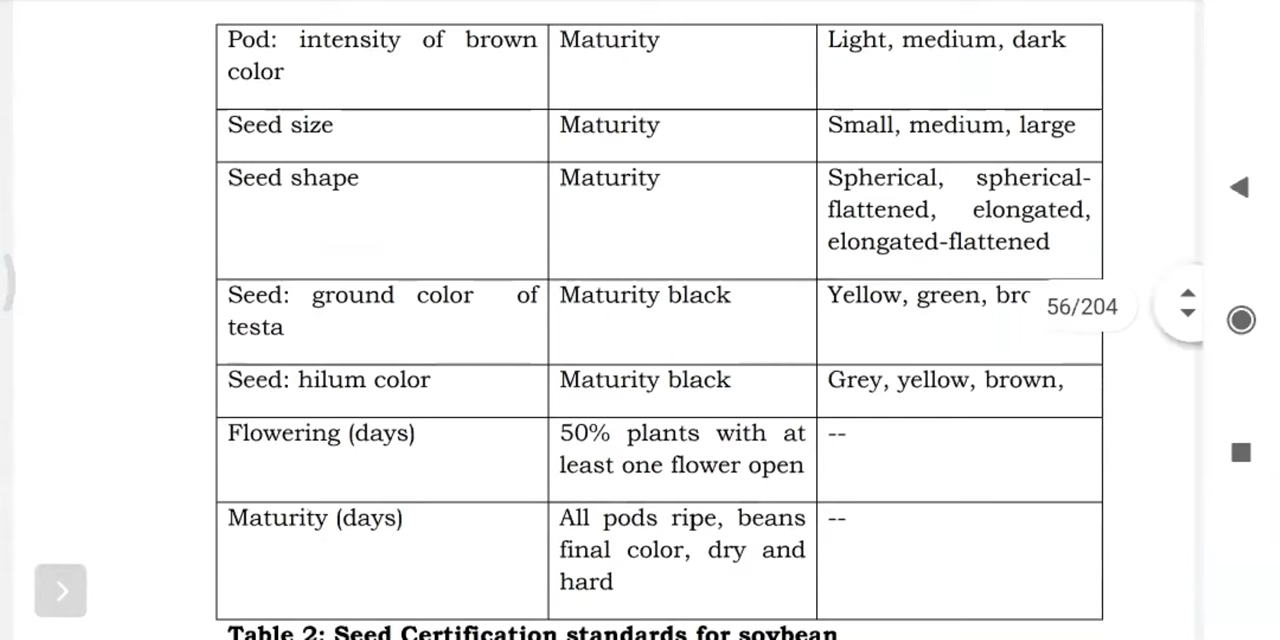 Pod: intensity of brown color
Maturity
Light, medium, dark
Seed size
Maturity
Small, medium, large
Seed shape
Maturity
Spherical, spherical-
flattened, elongated,
elongated-flattened
Seed: ground color of
testa
Maturity black
Yellow, green,
56/204
Seed: hilum color
Maturity black
Grey, yellow, brown,
Flowering (days)
50% plants with at
least one flower open
--
Maturity (days)
All pods ripe, beans
final color, dry and
hard
--
Table 2: Seed Certification standards for soybean